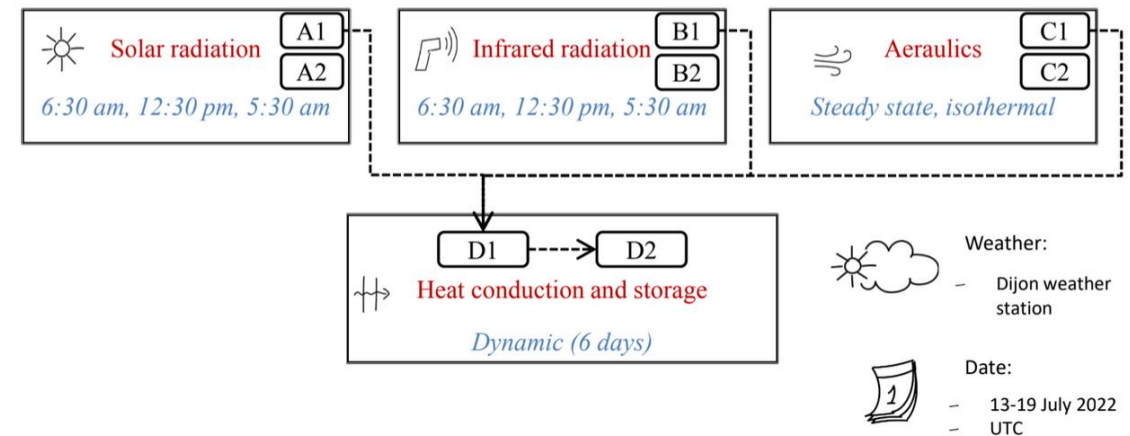 Solar radiation
A1
A2
6:30 am, 12:30 pm, 5:30 am
Infrared radiation
B1
B2
6:30 am, 12:30 pm, 5:30 am
Aeraulics
C1
C2
Steady state, isothermal
D1
D2
Heat conduction and storage
Dynamic (6 days)
Weather:
– Dijon weather
station
Date:
1
– 13-19 July 2022
– UTC